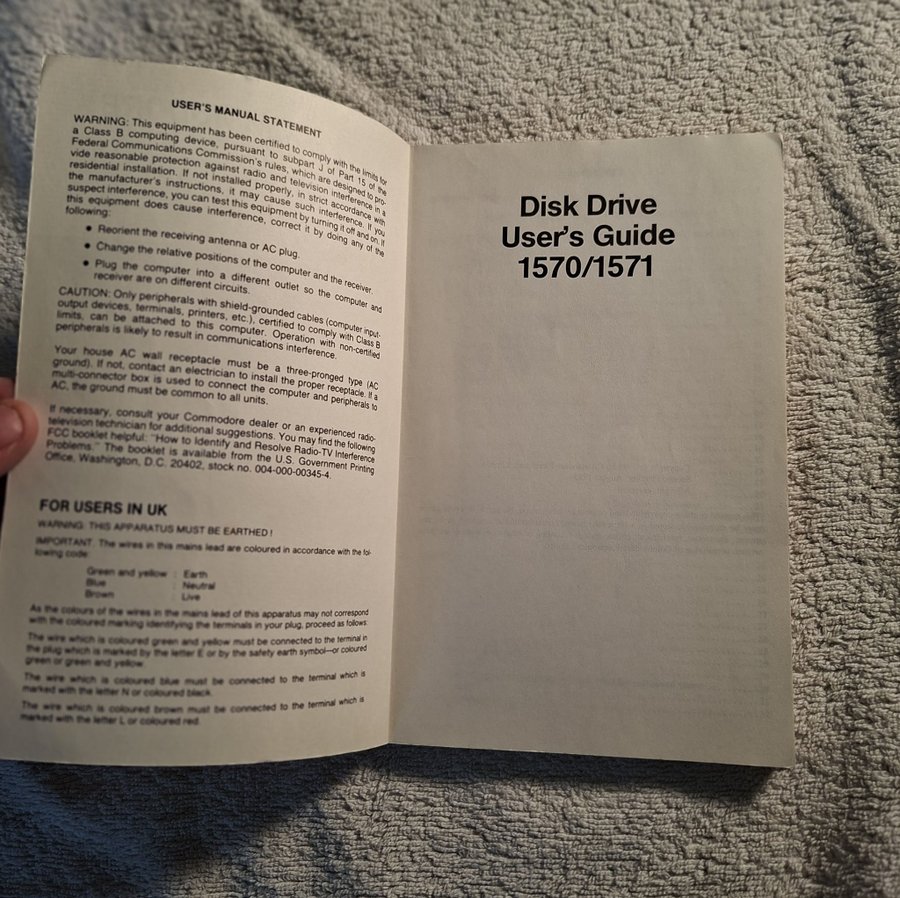 USER'S MANUAL STATEMENT
WARNING: This equipment has been certified to comply with the limits for
a Class B computing device, pursuant to subpart J of Part 15 of the
Federal Communications Commission's rules, which are designed to pro-
vide reasonable protection against radio and television interference in a
residential installation. If not installed properly, in strict accordance with
the manufacturer's instructions, it may cause such interference. If you
suspect interference, you can test this equipment by turning it off and on. If
this equipment does cause interference, correct it by doing any of the
following:
● Reorient the receiving antenna or AC plug.
● Change the relative positions of the computer and the receiver.
● Plug the computer into a different outlet so the computer and
receiver are on different circuits.
CAUTION: Only peripherals with shield-grounded cables (computer input-
output devices, terminals, printers, etc.), certified to comply with Class B
limits, can be attached to this computer. Operation with non-certified
peripherals is likely to result in communications interference.
Your house AC wall receptacle must be a three-pronged type (AC
ground). If not, contact an electrician to install the proper receptacle. If a
multi-connector box is used to connect the computer and peripherals to
AC, the ground must be common to all units.
If necessary, consult your Commodore dealer or an experienced radio-
television technician for additional suggestions. You may find the following
FCC booklet helpful: "How to Identify and Resolve Radio-TV Interference
Problems." The booklet is available from the U.S. Government Printing
Office, Washington, D.C. 20402, stock no. 004-000-00345-4.
FOR USERS IN UK
WARNING: THIS APPARATUS MUST BE EARTHED!
IMPORTANT. The wires in this mains lead are coloured in accordance with the fol-
lowing code:
Green and yellow : Earth
Blue : Neutral
Brown : Live
As the colours of the wires in the mains lead of this apparatus may not correspond
with the coloured marking identifying the terminals in your plug, proceed as follows:
The wire which is coloured green and yellow must be connected to the terminal in
the plug which is marked by the letter E or by the safety earth symbol—or coloured
green or green and yellow.
The wire which is coloured blue must be connected to the terminal which is
marked with the letter N or coloured black.
The wire which is coloured brown must be connected to the terminal which is
marked with the letter L or coloured red.
Disk Drive
User's Guide
1570/1571